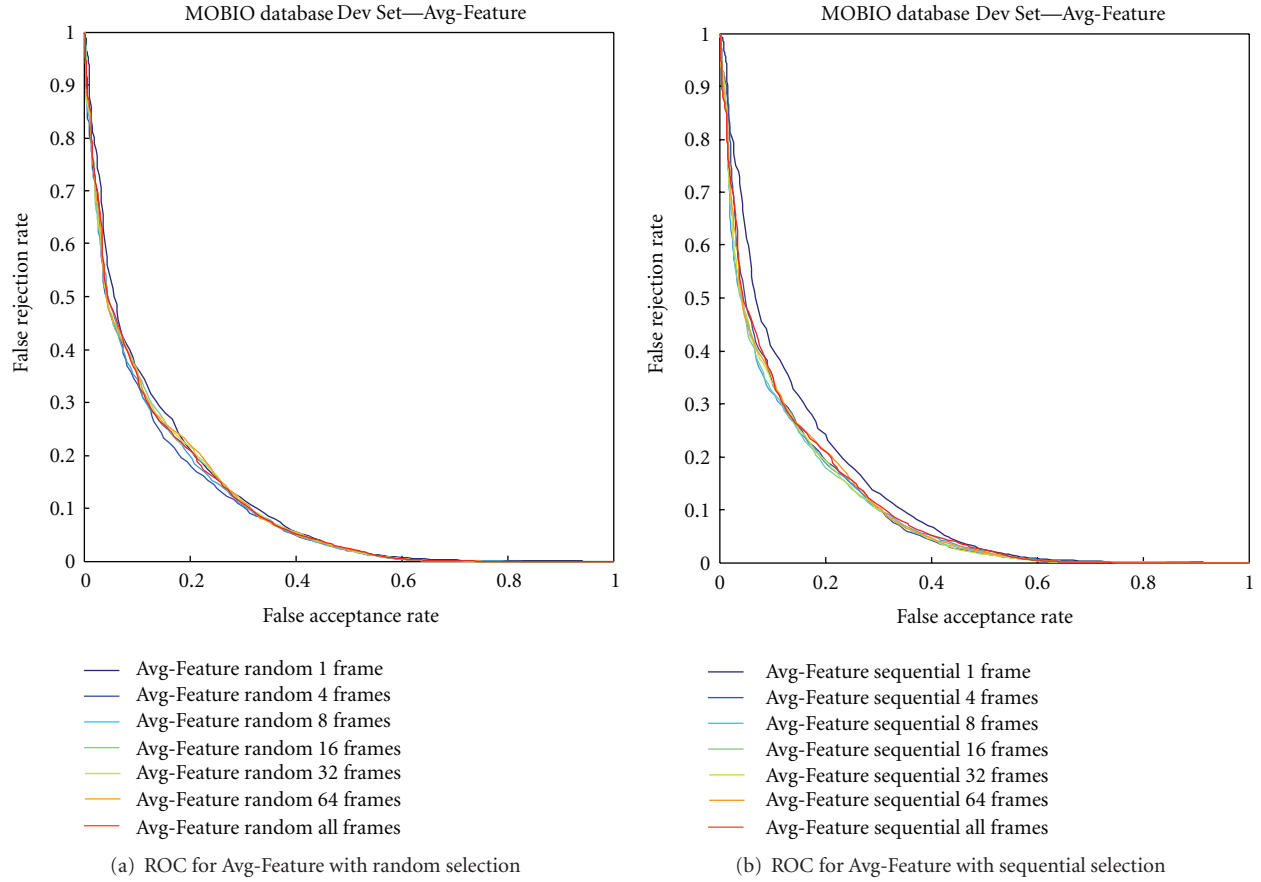 MOBIO database Dev Set—Avg-Feature
1
0.9
0.8
0.7
0.6
0.5
0.4
0.3
0.2
0.1
0
False rejection rate
0 0.2 0.4 0.6 0.8 1
False acceptance rate
Avg-Feature random 1 frame
Avg-Feature random 4 frames
Avg-Feature random 8 frames
Avg-Feature random 16 frames
Avg-Feature random 32 frames
Avg-Feature random 64 frames
Avg-Feature random all frames
(a) ROC for Avg-Feature with random selection
MOBIO database Dev Set—Avg-Feature
1
0.9
0.8
0.7
0.6
0.5
0.4
0.3
0.2
0.1
0
False rejection rate
0 0.2 0.4 0.6 0.8 1
False acceptance rate
Avg-Feature sequential 1 frame
Avg-Feature sequential 4 frames
Avg-Feature sequential 8 frames
Avg-Feature sequential 16 frames
Avg-Feature sequential 32 frames
Avg-Feature sequential 64 frames
Avg-Feature sequential all frames
(b) ROC for Avg-Feature with sequential selection